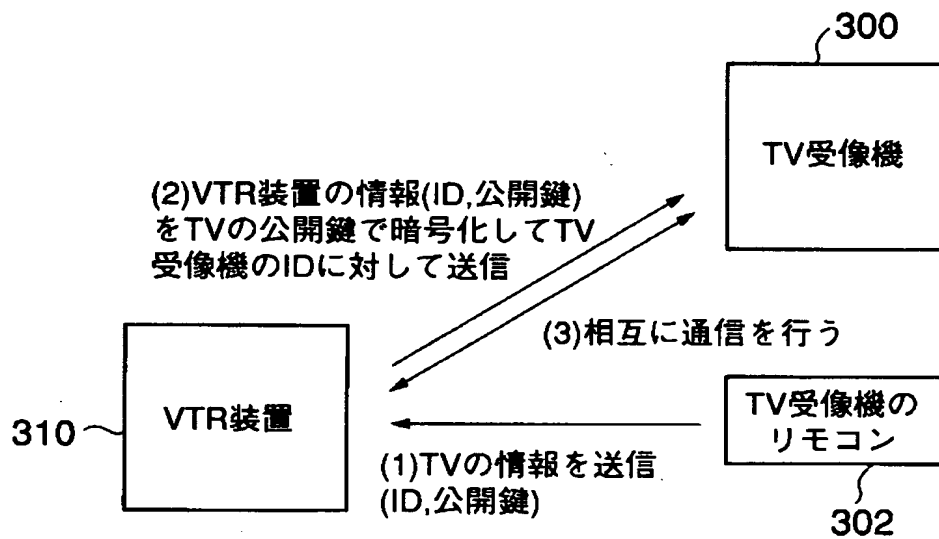 300
TV受像機
(2)VTR装置の情報(ID,公開鍵)
をTVの公開鍵で暗号化してTV
受像機のIDに対して送信
(3)相互に通信を行う
VTR装置
310
TV受像機の
リモコン
(1)TVの情報を送信
(ID,公開鍵)
302